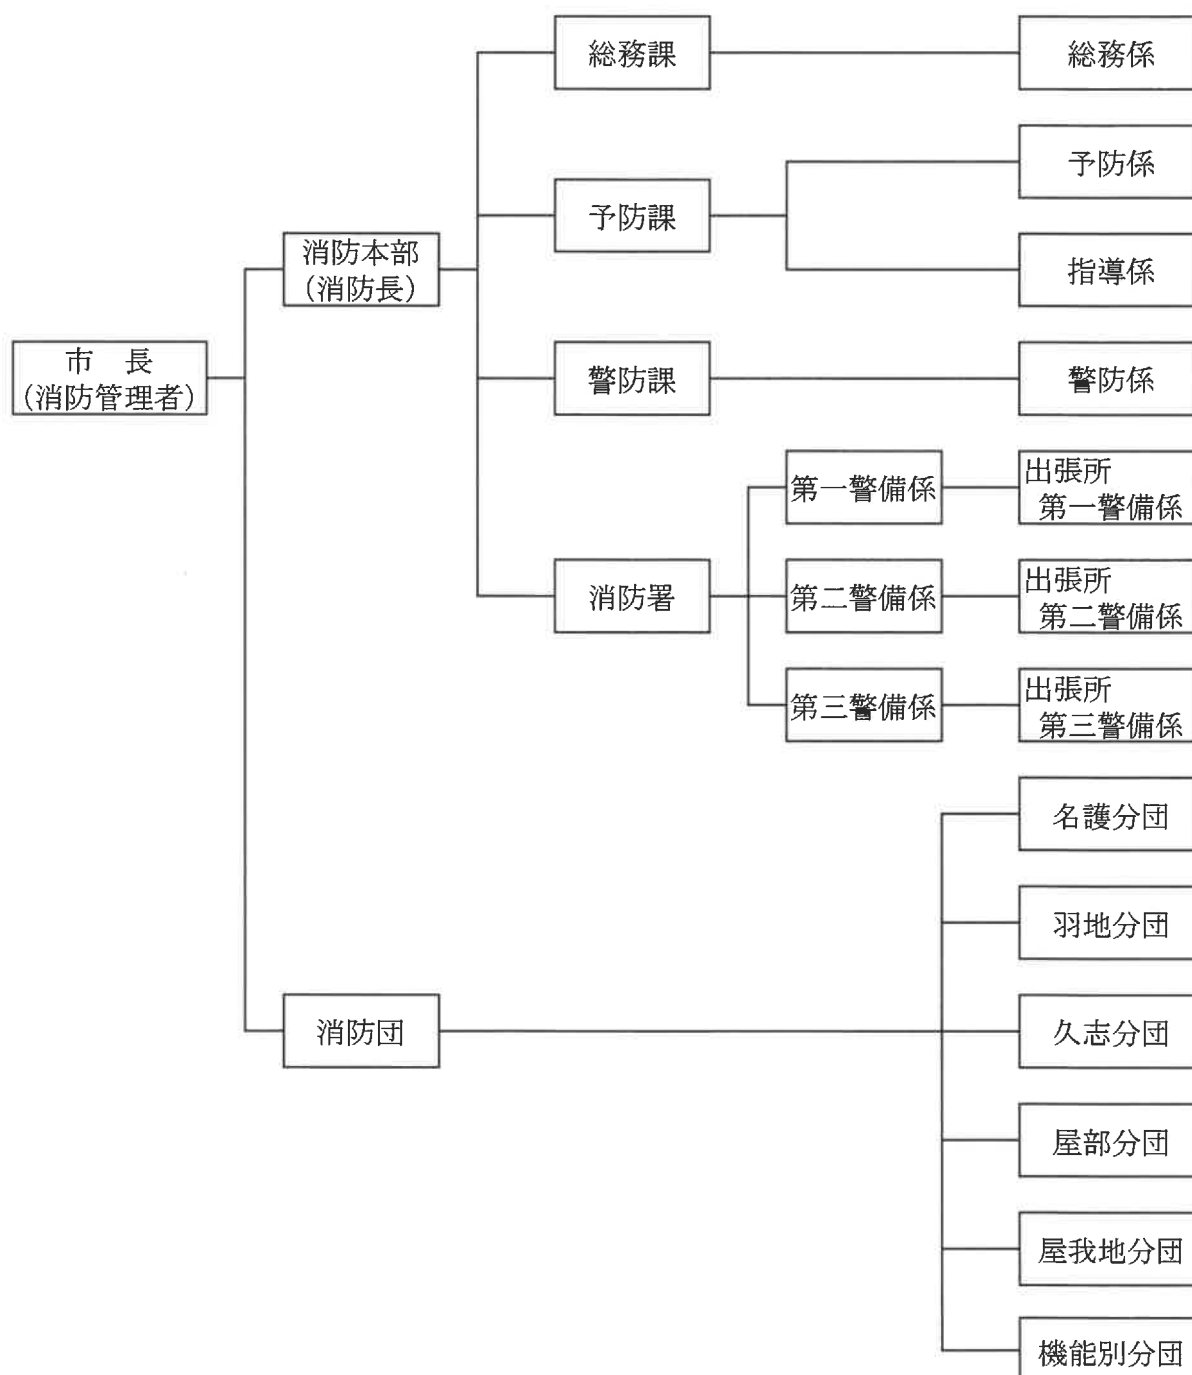 総務課
総務係
予防課
予防係
指導係
消防本部
(消防長)
市　長
(消防管理者)
警防課
警防係
消防署
第一警備係
出張所
第一警備係
第二警備係
出張所
第二警備係
第三警備係
出張所
第三警備係
消防団
名護分団
羽地分団
久志分団
屋部分団
屋我地分団
機能別分団